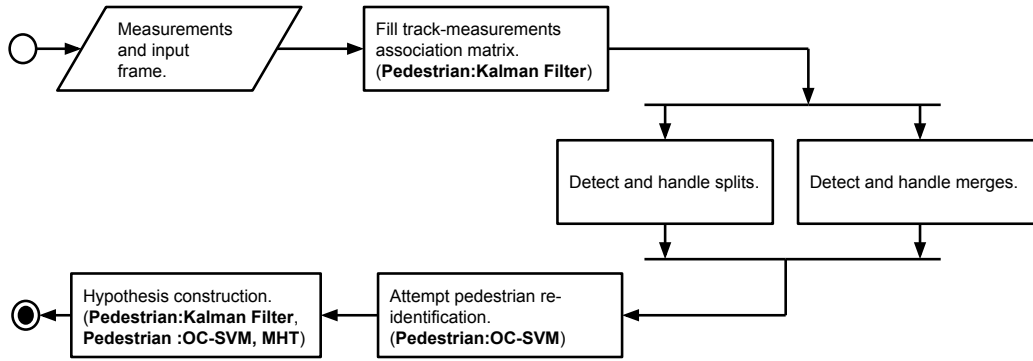 Measurements
and input
frame.
Fill track-measurements
association matrix.
(Pedestrian:Kalman Filter)
Detect and handle splits.
Detect and handle merges.
Attempt pedestrian re-
identification.
(Pedestrian:OC-SVM)
Hypothesis construction.
(Pedestrian:Kalman Filter,
Pedestrian :OC-SVM, MHT)